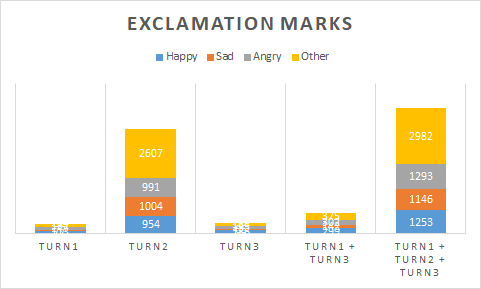 EXCLAMATION MARKS
Happy Sad Angry Other
2607
991
1004
954
375
2982
1293
1146
1253
TURN1
TURN2
TURN3
TURN1 + TURN3
TURN1 + TURN2 + TURN3